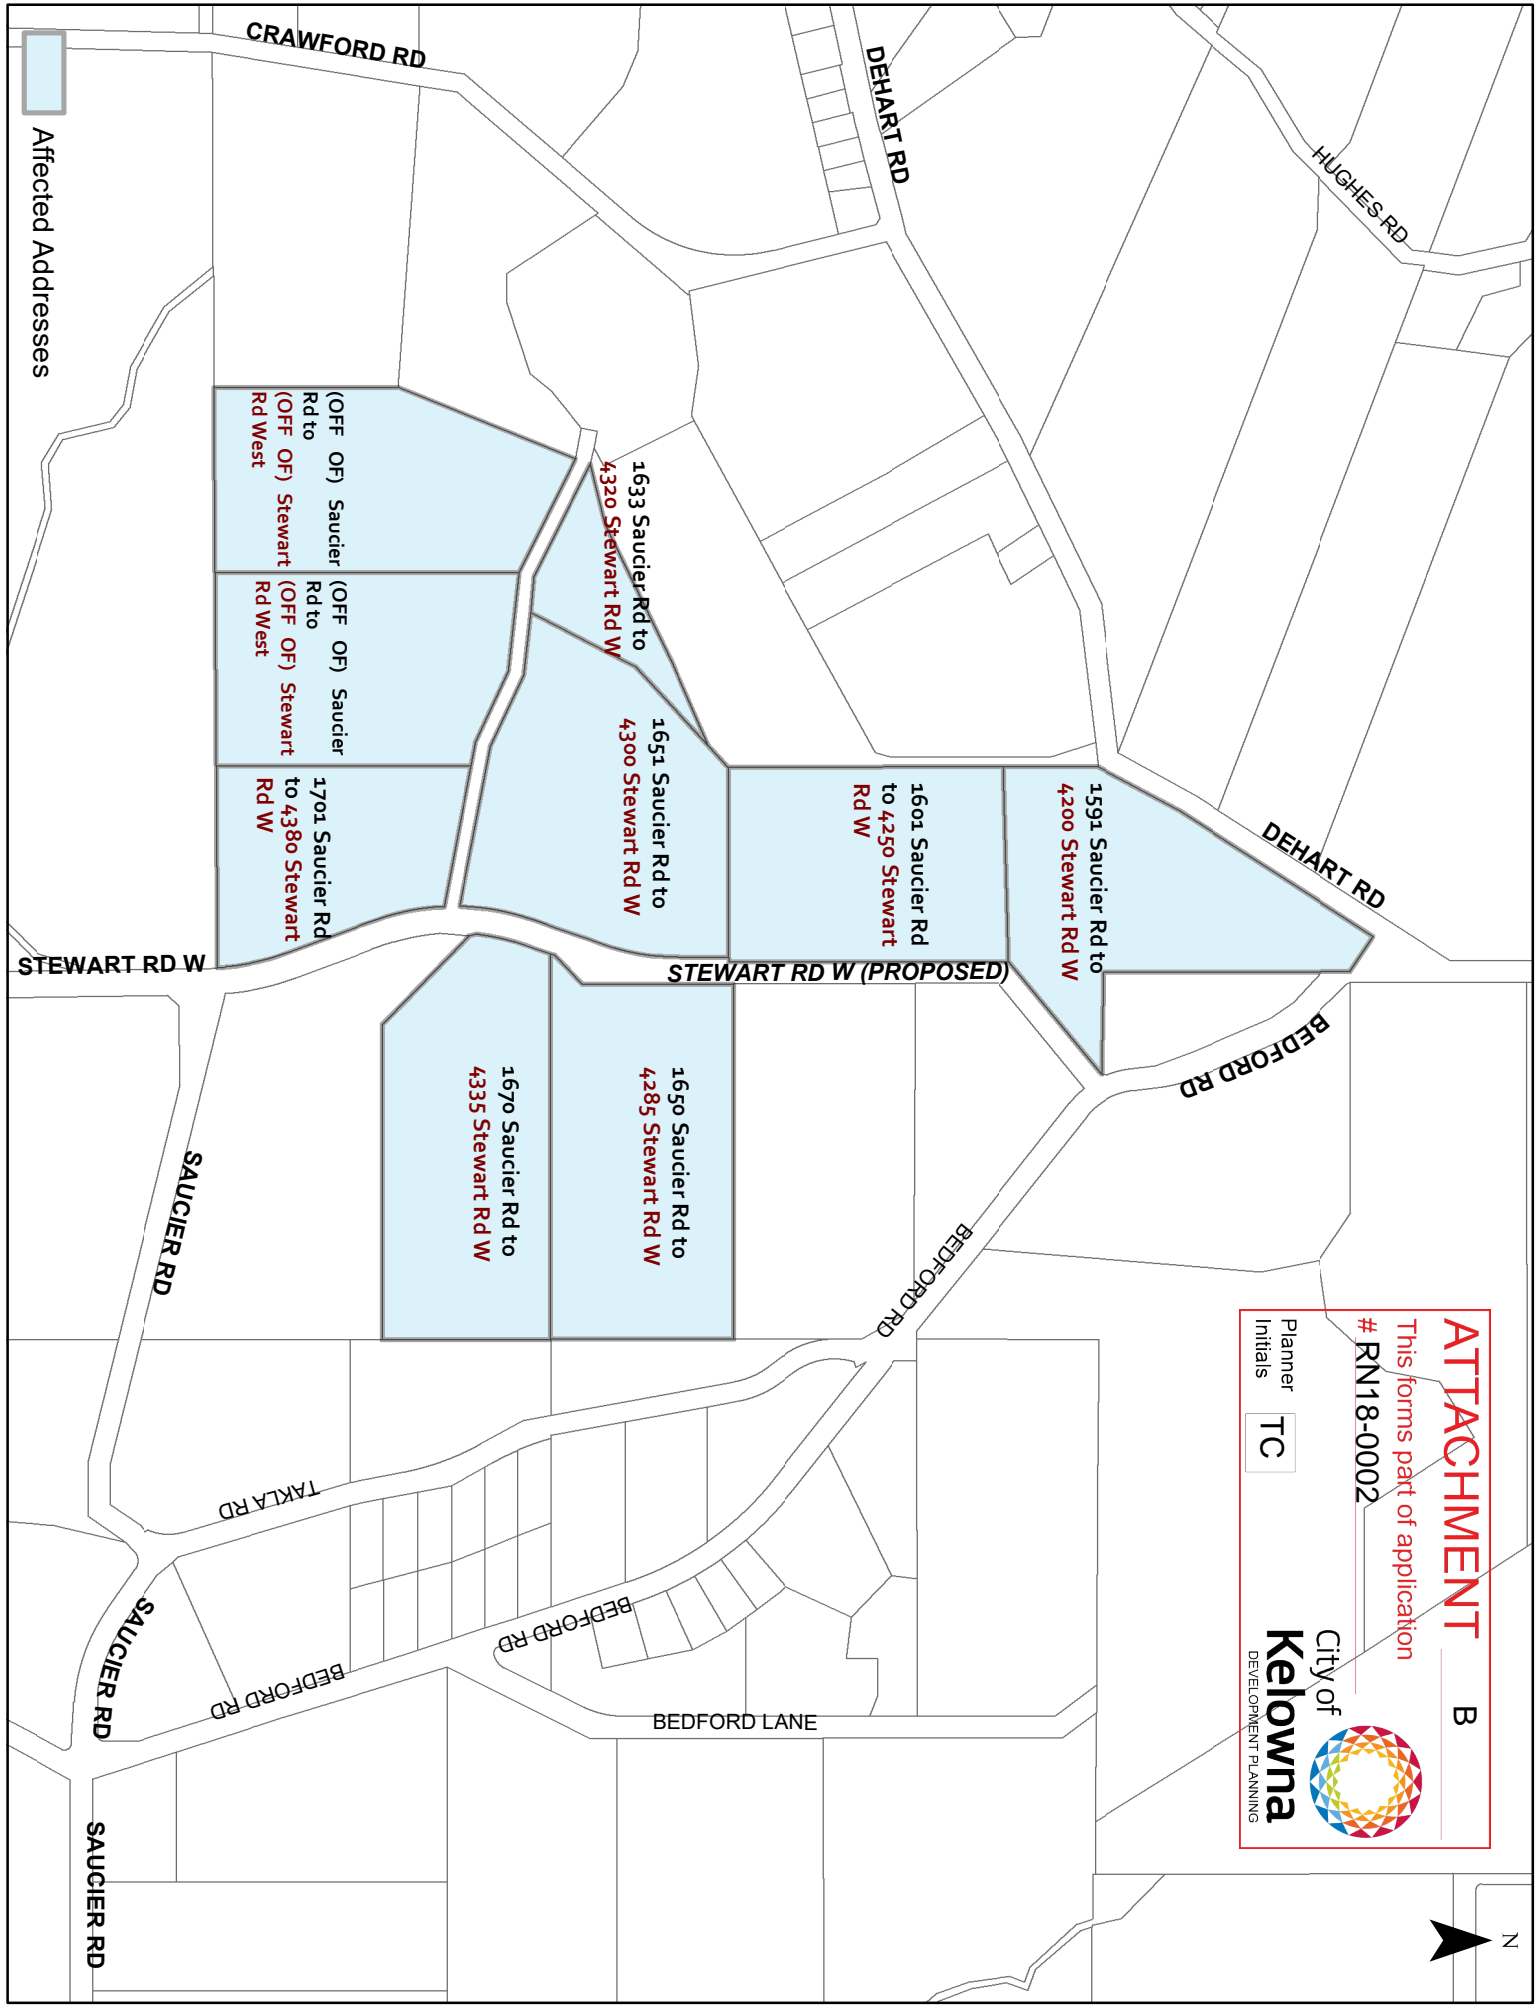 ATTACHMENT B
This forms part of application
# RN18-0002
Planner
Initials
TC
City of
Kelowna
DEVELOPMENT PLANNING
N
HUGHES RD
DEHART RD
DEHART RD
CRAWFORD RD
BEDFORD RD
1591 Saucier Rd to
4200 Stewart Rd W
1601 Saucier Rd
to 4250 Stewart
Rd W
STEWART RD W (PROPOSED)
1633 Saucier Rd to
4320 Stewart Rd W
1651 Saucier Rd to
4300 Stewart Rd W
1650 Saucier Rd to
4285 Stewart Rd W
1670 Saucier Rd to
4335 Stewart Rd W
(OFF OF) Saucier
Rd to
(OFF OF) Stewart
Rd West
(OFF OF) Saucier
Rd to
(OFF OF) Stewart
Rd West
1701 Saucier Rd
to 4380 Stewart
Rd W
STEWART RD W
BEDFORD RD
BEDFORD RD
BEDFORD LANE
TAKLA RD
BEDFORD RD
SAUCIER RD
SAUCIER RD
SAUCIER RD
Affected Addresses